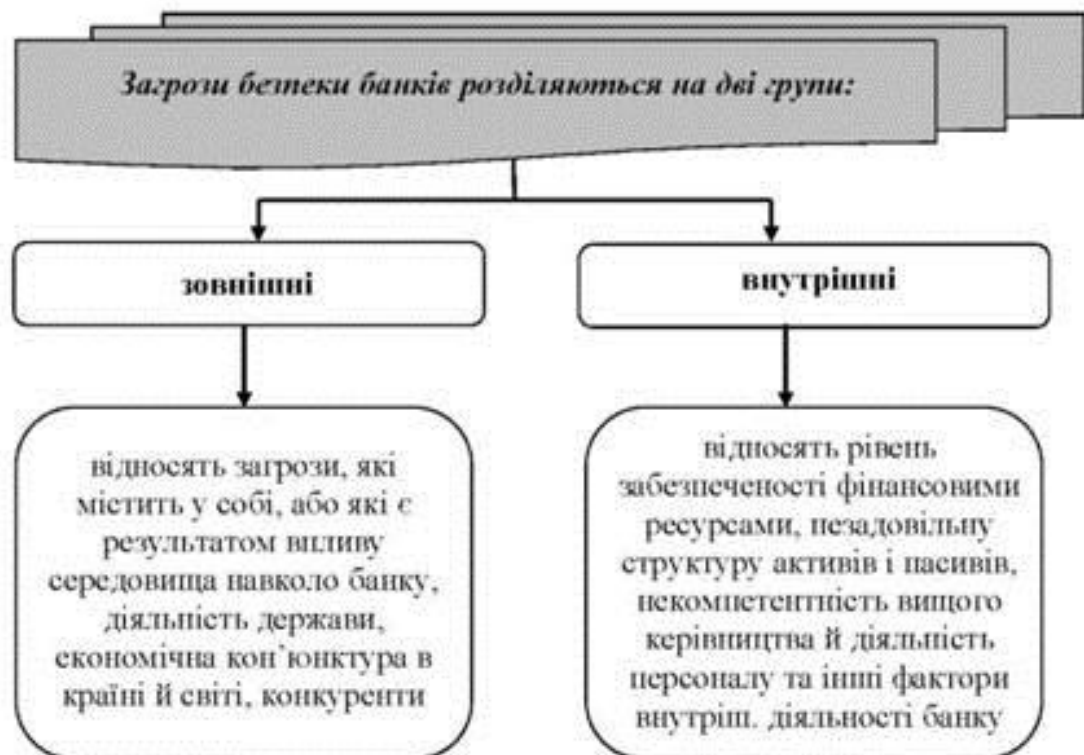 Загрози безпеки банків розділяються на дві групи:
зовнішні
внутрішні
відносять загрози, які
містить у собі, або які є
результатом впливу
середовища навколо банку,
діяльність держави,
економічна кон’юнктура в
країні й світі, конкуренти
відносять рівень
забезпеченості фінансовими
ресурсами, незадовільну
структуру активів і пасивів,
некомпетентність вищого
керівництва й діяльність
персоналу та інші фактори
внутріш. діяльності банку